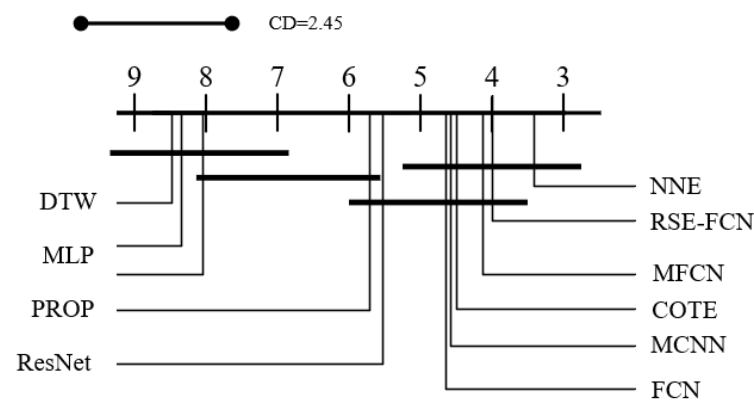 CD=2.45
9 8 7 6 5 4 3
NNE
DTW
RSE-FCN
MLP
MFCN
PROP
COTE
MCNN
ResNet
FCN